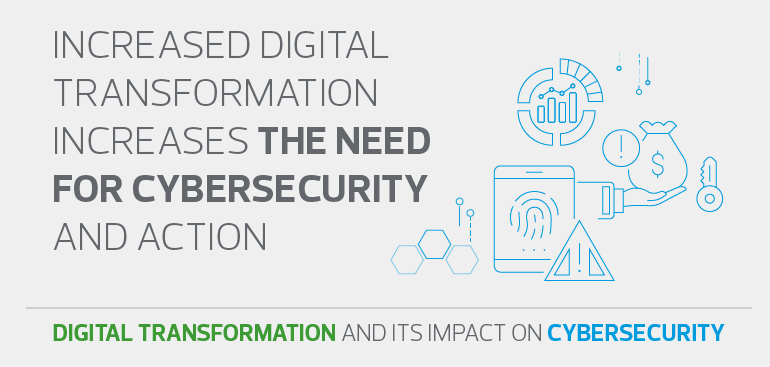 INCREASED DIGITAL
TRANSFORMATION
INCREASES THE NEED
FOR CYBERSECURITY
AND ACTION
DIGITAL TRANSFORMATION AND ITS IMPACT ON CYBERSECURITY